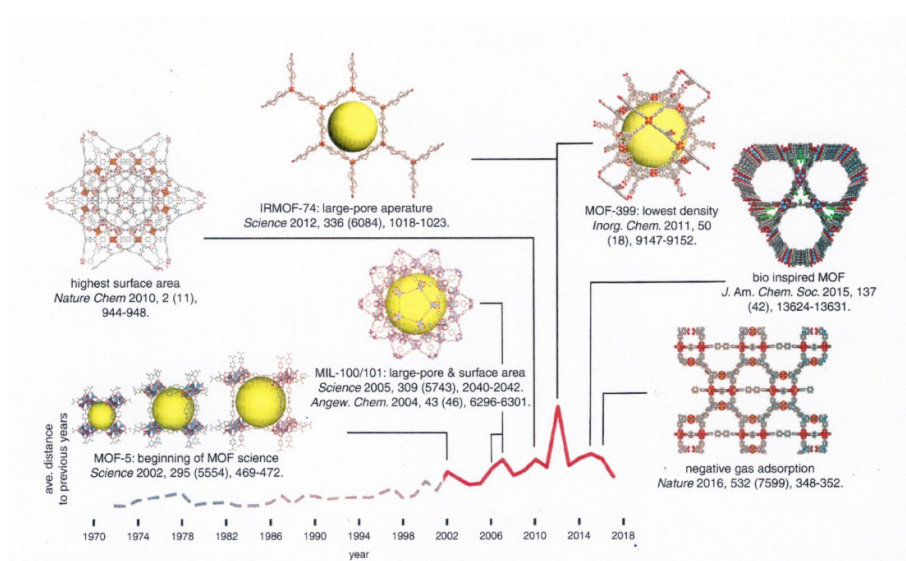 IRMOF-74: large-pore aperature
Science 2012, 336 (6084), 1018-1023.
MOF-399: lowest density
Inorg. Chem. 2011, 50
(18), 9147-9152.
highest surface area
Nature Chem 2010, 2 (11),
944-948.
bio inspired MOF
J. Am. Chem. Soc. 2015, 137
(42), 13624-13631.
MIL-100/101: large-pore & surface area
Science 2005, 309 (5743), 2040-2042.
Angew. Chem. 2004, 43 (46), 6296-6301.
MOF-5: beginning of MOF science
Science 2002, 295 (5554), 469-472.
negative gas adsorption
Nature 2016, 532 (7599), 348-352.
ave. distance
to previous years
1970 1974 1978 1982 1986 1990 1994 1998 2002 2006 2010 2014 2018
year